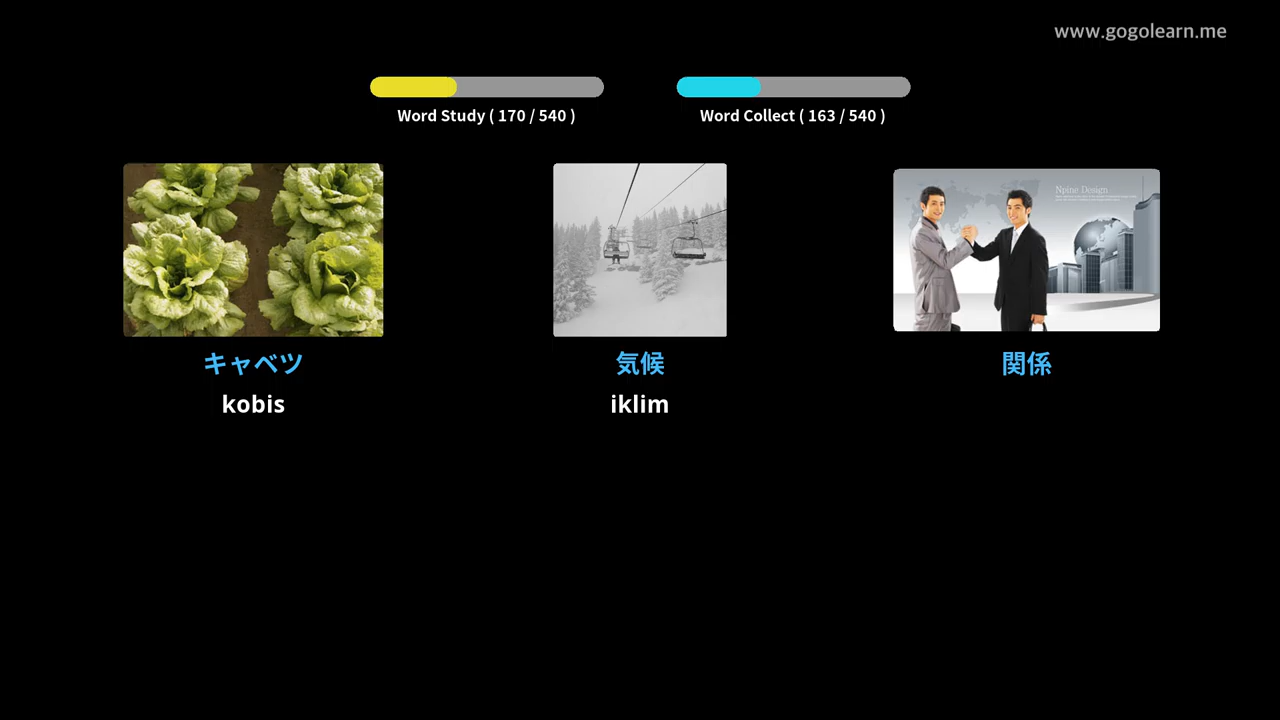 www.gogolearn.me
Word Study ( 170 / 540 )
Word Collect ( 163 / 540 )
Npine Design
キャベツ
気候
関係
kobis
iklim